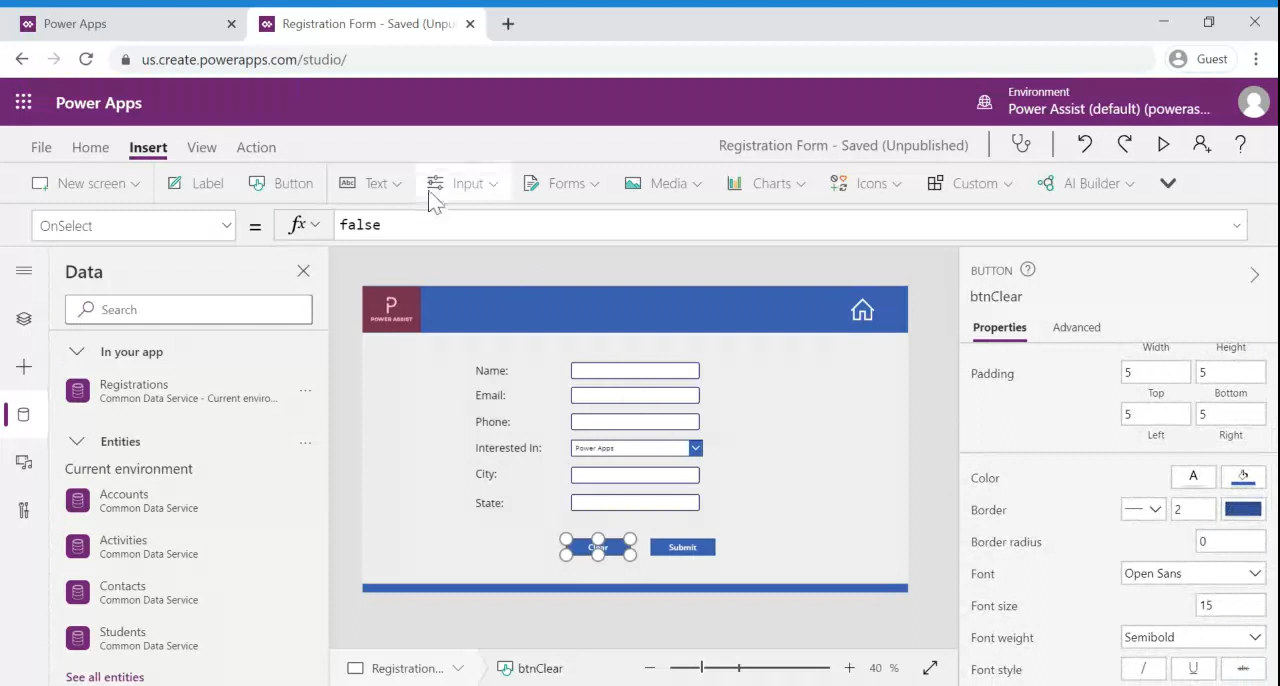 Power Apps
Registration Form - Saved (Unpu
us.create.powerapps.com/studio/
Guest
Power Apps
Environment
Power Assist (default) (poweras...
File Home Insert View Action
Registration Form - Saved (Unpublished)
New screen Label Button Text Input Forms Media Charts Icons Custom AI Builder
Abc
OnSelect = fx false
Data
Search
In your app
Registrations
Common Data Service - Current enviro...
Entities
Current environment
Accounts
Common Data Service
Activities
Common Data Service
Contacts
Common Data Service
Students
Common Data Service
See all entities
P
POWER ASSIST
Name:
Email:
Phone:
Interested In: Power Apps
City:
State:
Clear Submit
Registration... btnClear
40 %
BUTTON ?
btnClear
Properties Advanced
Width Height
Padding 5 5
Top Bottom
5 5
Left Right
Color A
Border 2
Border radius 0
Font Open Sans
Font size 15
Font weight Semibold
Font style / U abc